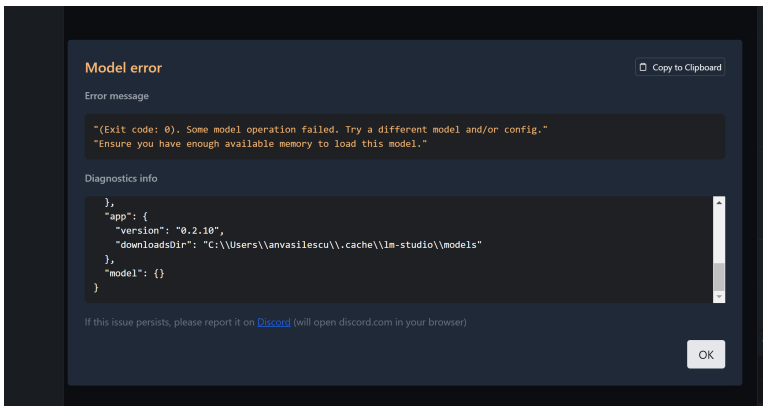 Model error
Copy to Clipboard
Error message
"(Exit code: 0). Some model operation failed. Try a different model and/or config."
"Ensure you have enough available memory to load this model."
Diagnostics info
},
"app": {
"version": "0.2.10",
"downloadsDir": "C:\\Users\\anvasilescu\\.cache\\lm-studio\\models"
},
"model": {}
}
If this issue persists, please report it on Discord (will open discord.com in your browser)
OK